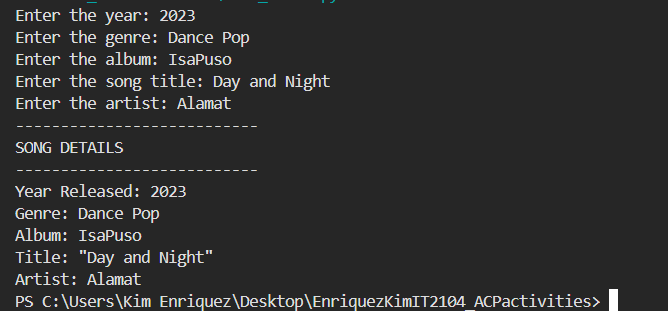 Enter the year: 2023
Enter the genre: Dance Pop
Enter the album: IsaPuso
Enter the song title: Day and Night
Enter the artist: Alamat
---------------------------
SONG DETAILS
---------------------------
Year Released: 2023
Genre: Dance Pop
Album: IsaPuso
Title: "Day and Night"
Artist: Alamat
PS C:\Users\Kim Enriquez\Desktop\EnriquezKimIT2104_ACPactivities>